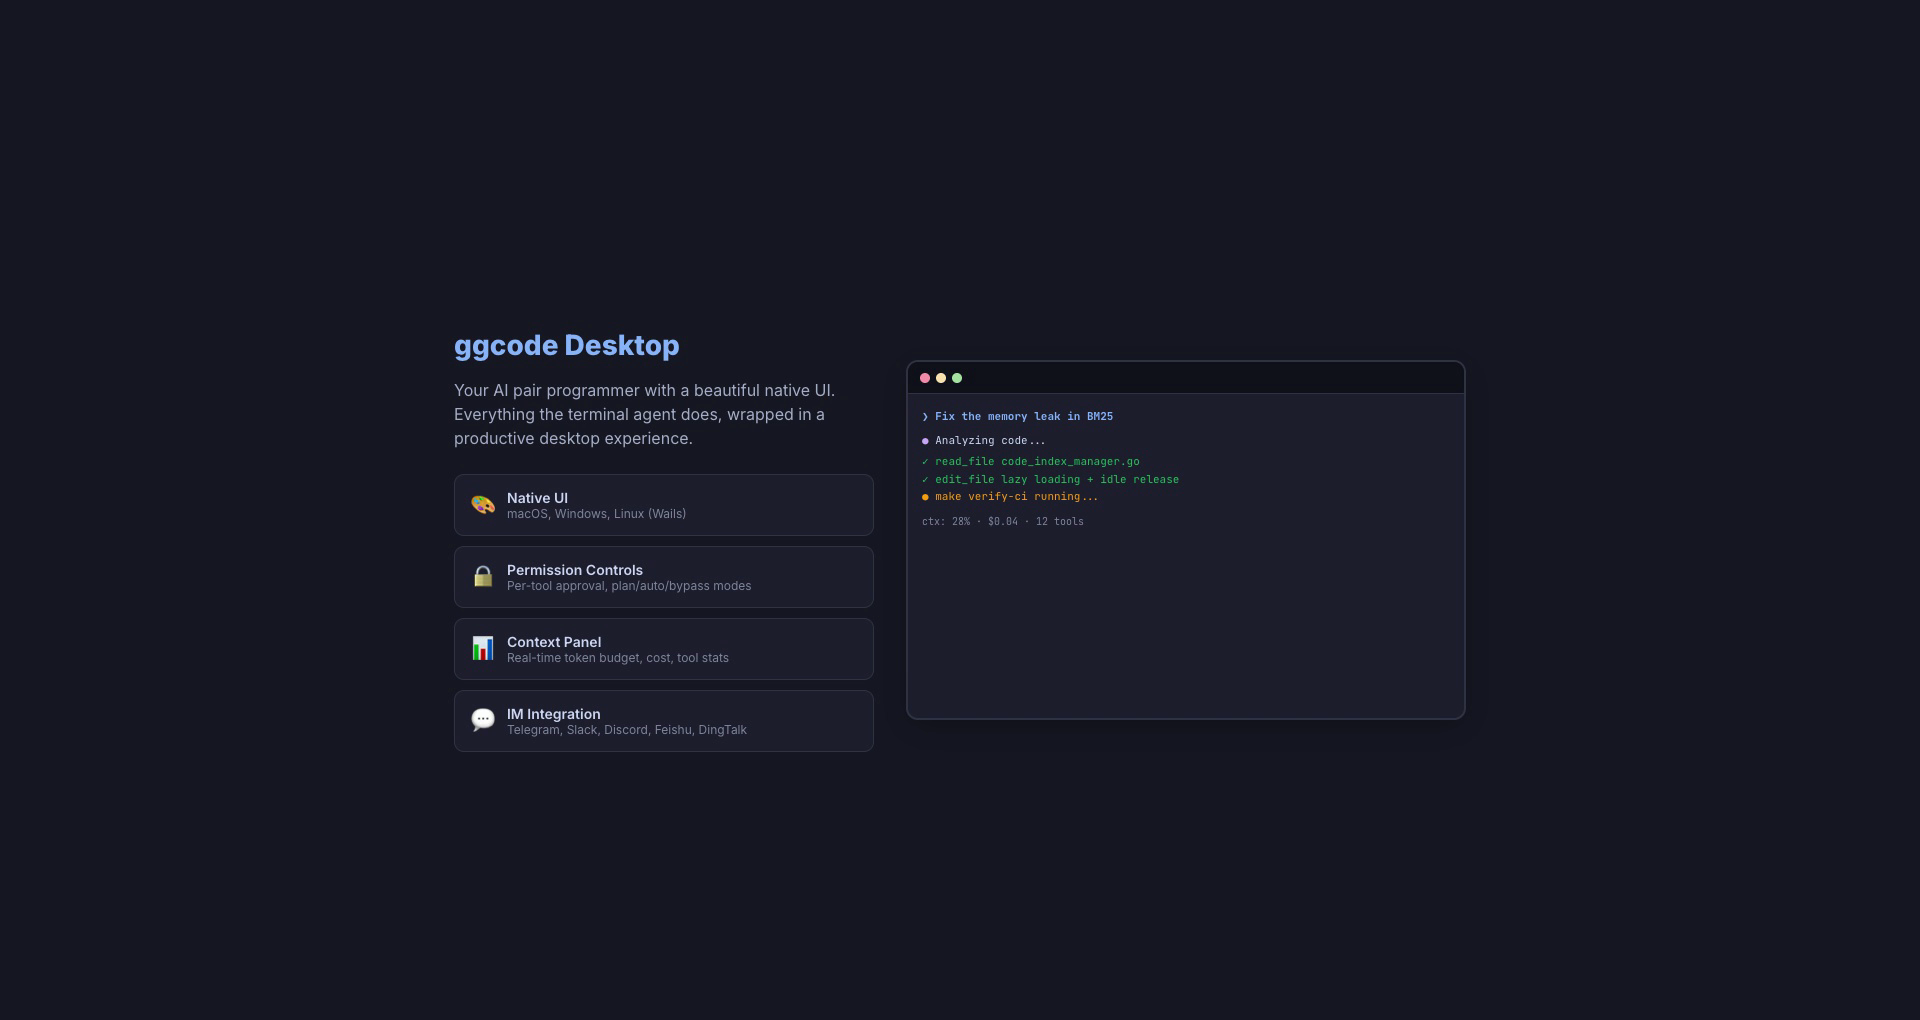 ggcode Desktop
Your AI pair programmer with a beautiful native UI.
Everything the terminal agent does, wrapped in a
productive desktop experience.
Native UI
macOS, Windows, Linux (Wails)
Permission Controls
Per-tool approval, plan/auto/bypass modes
Context Panel
Real-time token budget, cost, tool stats
IM Integration
Telegram, Slack, Discord, Feishu, DingTalk
❯ Fix the memory leak in BM25
● Analyzing code...
✓ read_file code_index_manager.go
✓ edit_file lazy loading + idle release
● make verify-ci running...
ctx: 28% · $0.04 · 12 tools